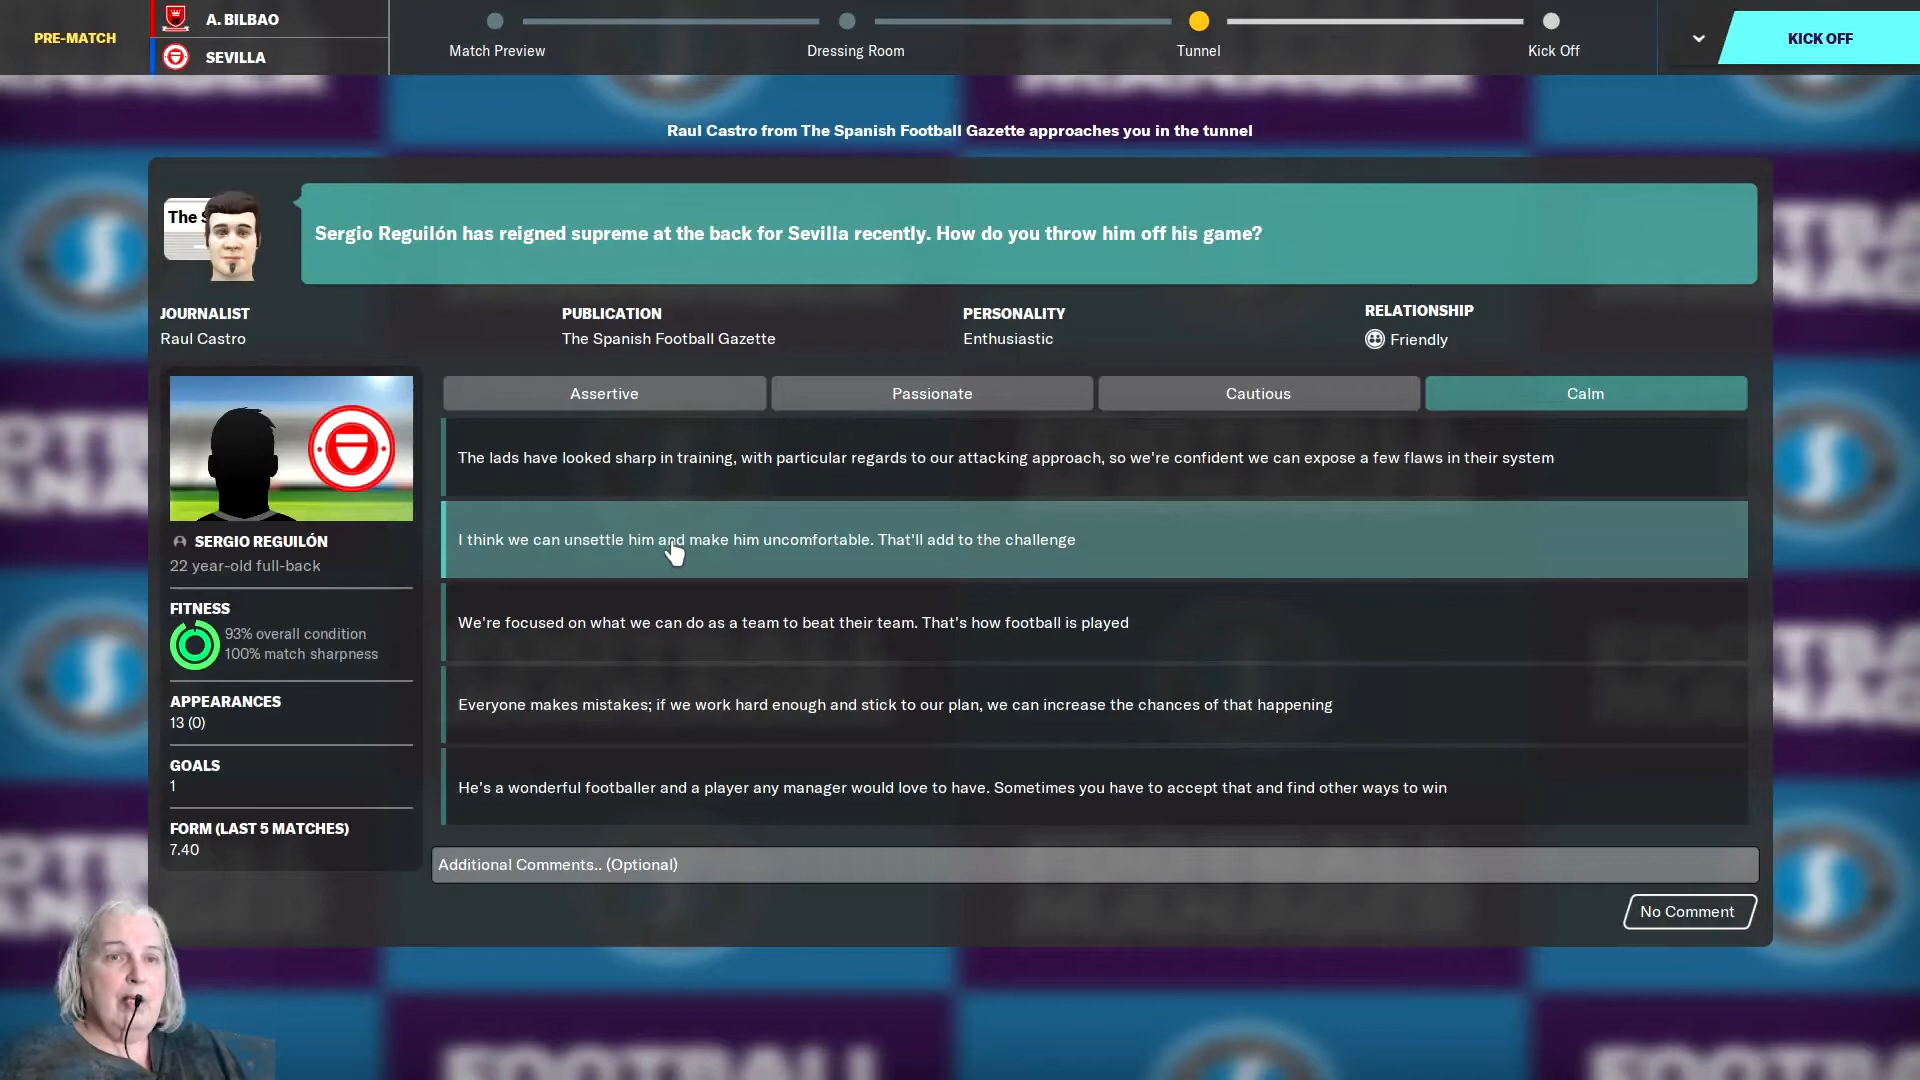 PRE-MATCH
A. BILBAO
SEVILLA
Match Preview
Dressing Room
Tunnel
Kick Off
KICK OFF
Raul Castro from The Spanish Football Gazette approaches you in the tunnel
The S
Sergio Reguilón has reigned supreme at the back for Sevilla recently. How do you throw him off his game?
JOURNALIST
Raul Castro
PUBLICATION
The Spanish Football Gazette
PERSONALITY
Enthusiastic
RELATIONSHIP
Friendly
SERGIO REGUILÓN
22 year-old full-back
FITNESS
93% overall condition
100% match sharpness
APPEARANCES
13 (0)
GOALS
1
FORM (LAST 5 MATCHES)
7.40
Assertive
Passionate
Cautious
Calm
The lads have looked sharp in training, with particular regards to our attacking approach, so we're confident we can expose a few flaws in their system
I think we can unsettle him and make him uncomfortable. That'll add to the challenge
We're focused on what we can do as a team to beat their team. That's how football is played
Everyone makes mistakes; if we work hard enough and stick to our plan, we can increase the chances of that happening
He's a wonderful footballer and a player any manager would love to have. Sometimes you have to accept that and find other ways to win
Additional Comments.. (Optional)
No Comment